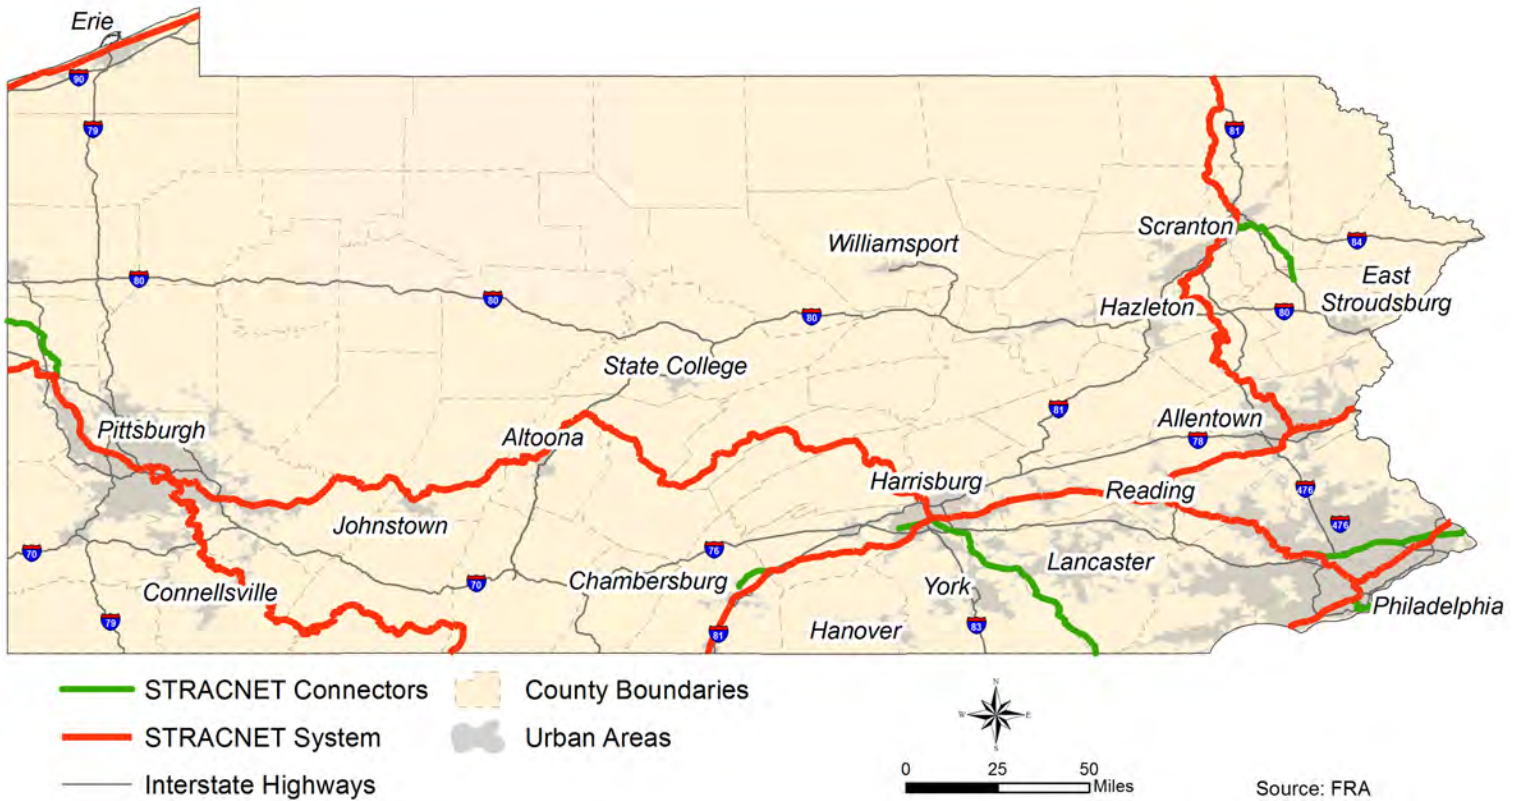 Erie
90
79
81
Scranton
Williamsport
84
East
Stroudsburg
80
80
80
80
Hazleton
State College
81
Allentown
Pittsburgh
Altoona
78
Harrisburg
Reading
476
Johnstown
476
70
76
Chambersburg
Lancaster
70
York
Connellsville
Philadelphia
79
81
Hanover
83
STRACNET Connectors
County Boundaries
STRACNET System
Urban Areas
Interstate Highways
N
W
E
S
0 25 50
Miles
Source: FRA